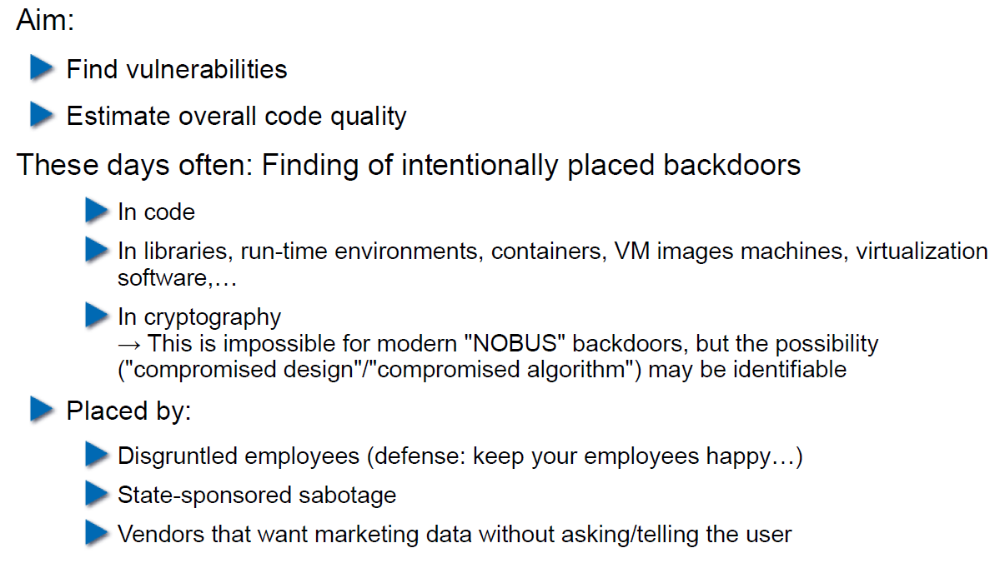 Aim:
Find vulnerabilities
Estimate overall code quality
These days often: Finding of intentionally placed backdoors
In code
In libraries, run-time environments, containers, VM images machines, virtualization
software,…
In cryptography
→ This is impossible for modern "NOBUS" backdoors, but the possibility
("compromised design"/"compromised algorithm") may be identifiable
Placed by:
Disgruntled employees (defense: keep your employees happy…)
State-sponsored sabotage
Vendors that want marketing data without asking/telling the user